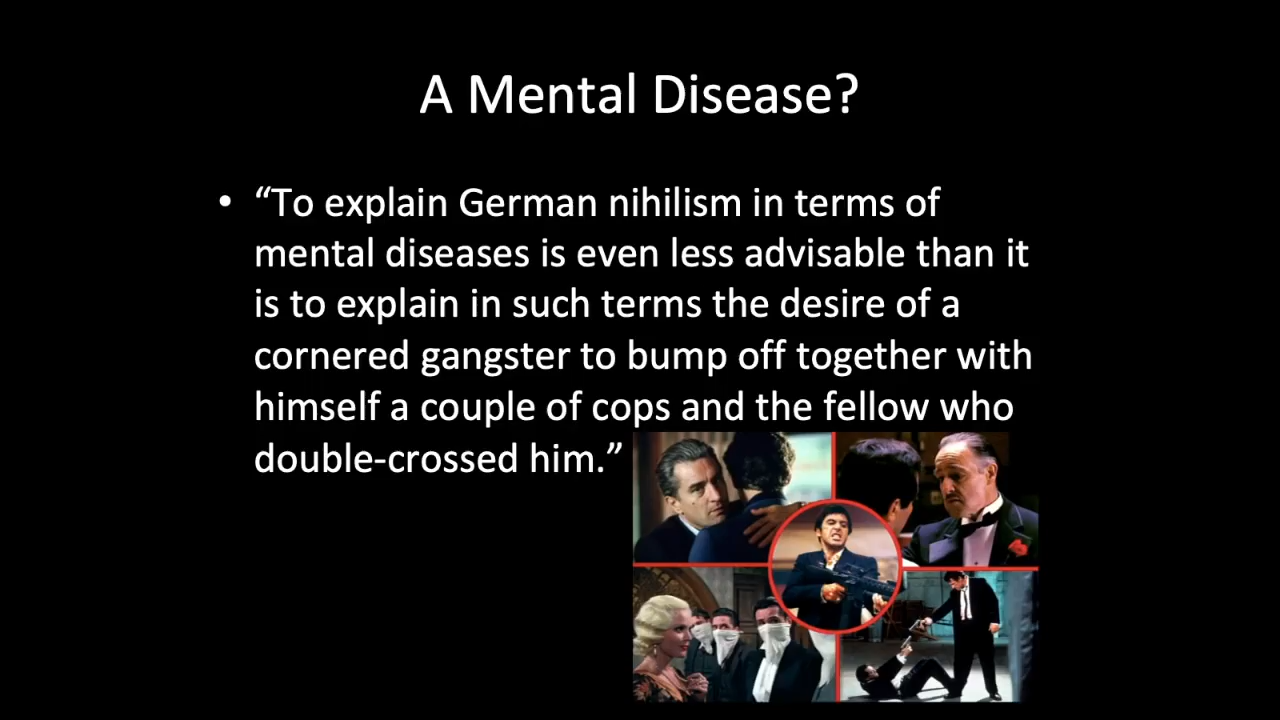 A Mental Disease?
• “To explain German nihilism in terms of
mental diseases is even less advisable than it
is to explain in such terms the desire of a
cornered gangster to bump off together with
himself a couple of cops and the fellow who
double-crossed him.”